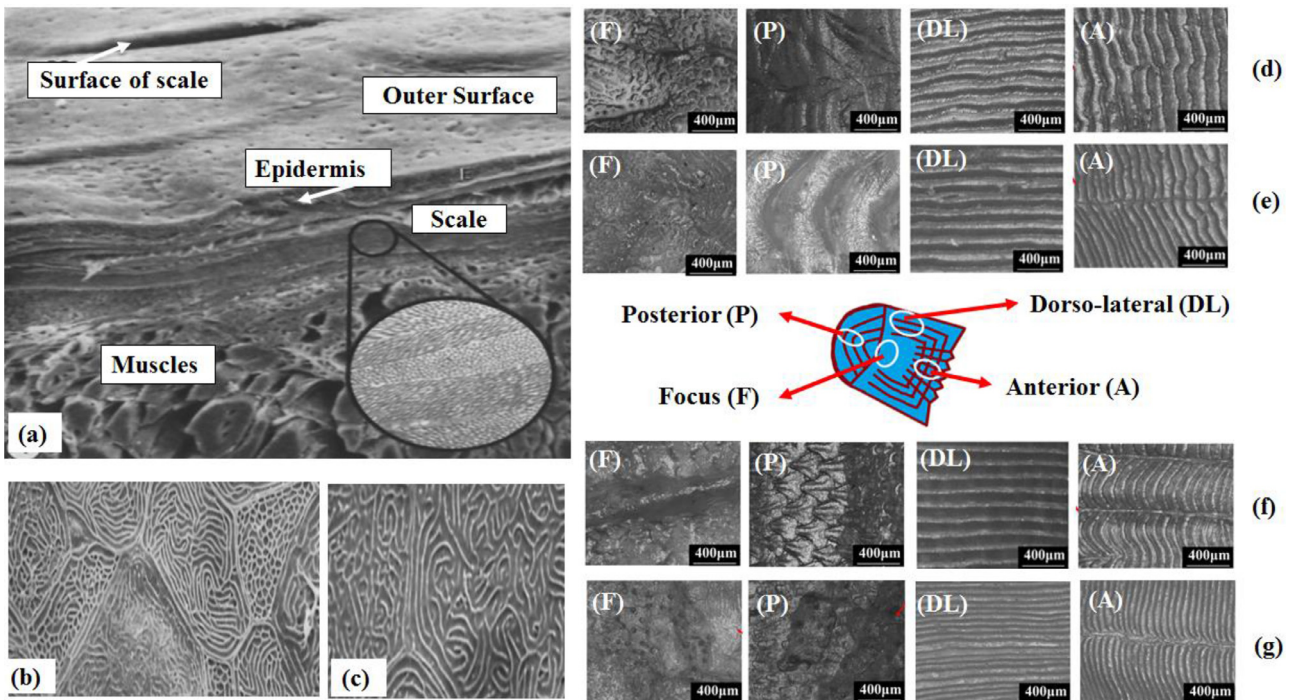 Surface of scale
Outer Surface
Epidermis
E
Scale
Muscles
(a)
(b)
(c)
(F) (P) (DL) (A)
400μm 400μm 400μm 400μm
(d)
(F) (P) (DL) (A)
400μm 400μm 400μm 400μm
(e)
Posterior (P)
Dorso-lateral (DL)
Focus (F)
Anterior (A)
(F) (P) (DL) (A)
400μm 400μm 400μm 400μm
(f)
(F) (P) (DL) (A)
400μm 400μm 400μm 400μm
(g)